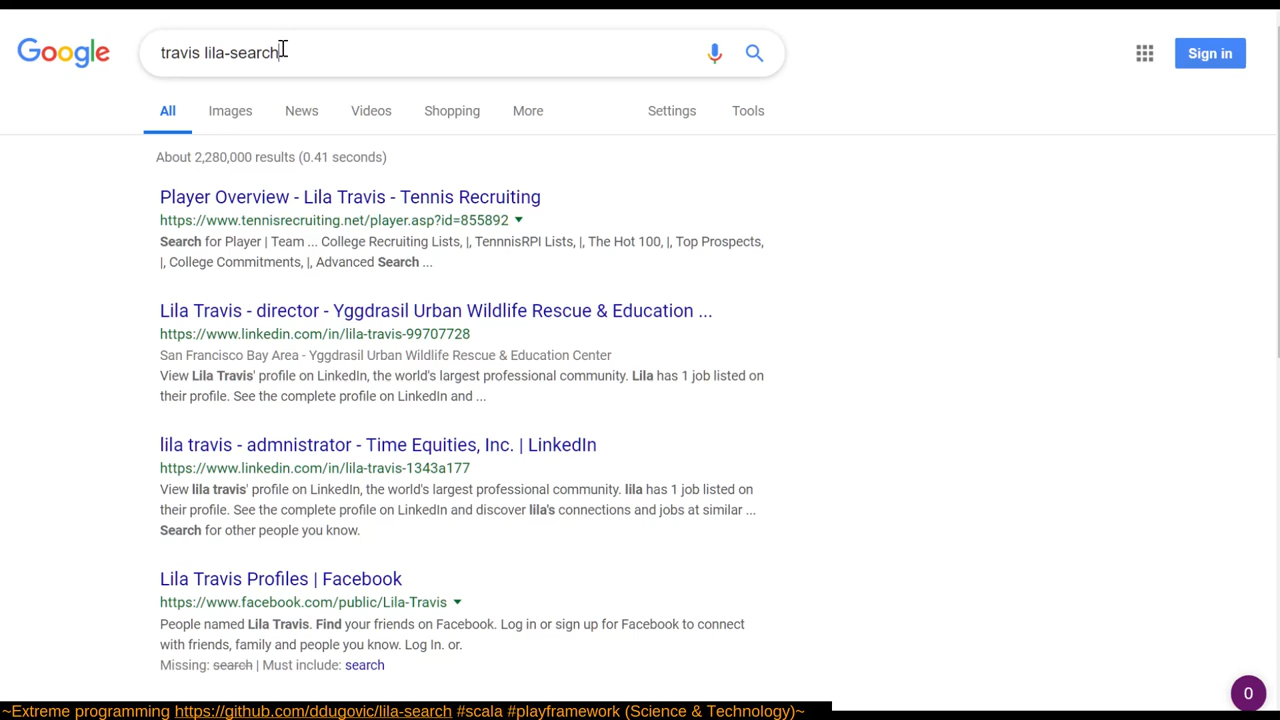 Google
travis lila-search
Sign in
All Images News Videos Shopping More Settings Tools
About 2,280,000 results (0.41 seconds)
Player Overview - Lila Travis - Tennis Recruiting
https://www.tennisrecruiting.net/player.asp?id=855892
Search for Player | Team ... College Recruiting Lists, |, TennnisRPI Lists, |, The Hot 100, |, Top Prospects,
|, College Commitments, |, Advanced Search ...
Lila Travis - director - Yggdrasil Urban Wildlife Rescue & Education ...
https://www.linkedin.com/in/lila-travis-99707728
San Francisco Bay Area - Yggdrasil Urban Wildlife Rescue & Education Center
View Lila Travis' profile on LinkedIn, the world's largest professional community. Lila has 1 job listed on
their profile. See the complete profile on LinkedIn and ...
lila travis - admnistrator - Time Equities, Inc. | LinkedIn
https://www.linkedin.com/in/lila-travis-1343a177
View lila travis' profile on LinkedIn, the world's largest professional community. lila has 1 job listed on
their profile. See the complete profile on LinkedIn and discover lila's connections and jobs at similar ...
Search for other people you know.
Lila Travis Profiles | Facebook
https://www.facebook.com/public/Lila-Travis
People named Lila Travis. Find your friends on Facebook. Log in or sign up for Facebook to connect
with friends, family and people you know. Log In. or.
Missing: search | Must include: search
0
~Extreme programming https://github.com/ddugovic/lila-search #scala #playframework (Science & Technology)~